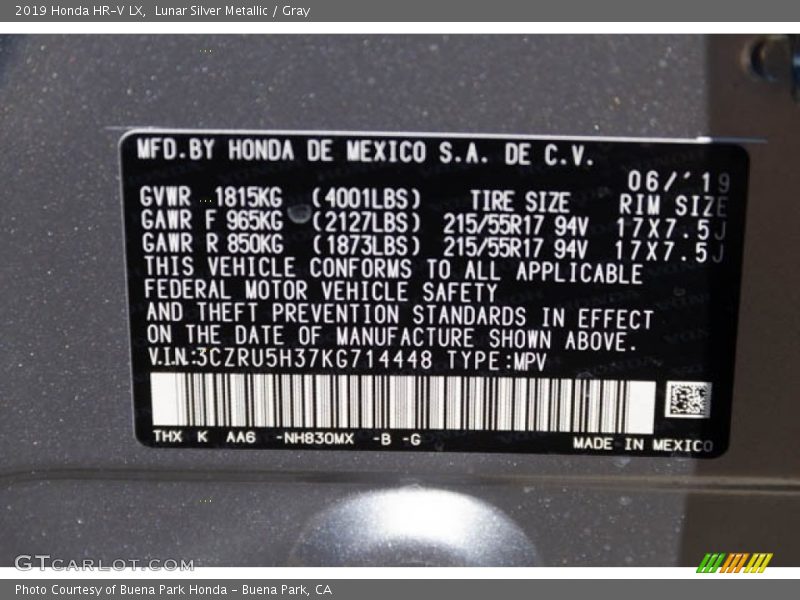 2019 Honda HR-V LX, Lunar Silver Metallic / Gray
MFD.BY HONDA DE MEXICO S.A. DE C.V.
06/'19
GVWR 1815KG (4001LBS) TIRE SIZE RIM SIZE
GAWR F 965KG (2127LBS) 215/55R17 94V 17X7.5J
GAWR R 850KG (1873LBS) 215/55R17 94V 17X7.5J
THIS VEHICLE CONFORMS TO ALL APPLICABLE
FEDERAL MOTOR VEHICLE SAFETY
AND THEFT PREVENTION STANDARDS IN EFFECT
ON THE DATE OF MANUFACTURE SHOWN ABOVE.
V.I.N.:3CZRU5H37KG714448 TYPE:MPV
THX K AA6 -NH830MX -B -G
MADE IN MEXICO
GTCARLOT.COM
Photo Courtesy of Buena Park Honda - Buena Park, CA